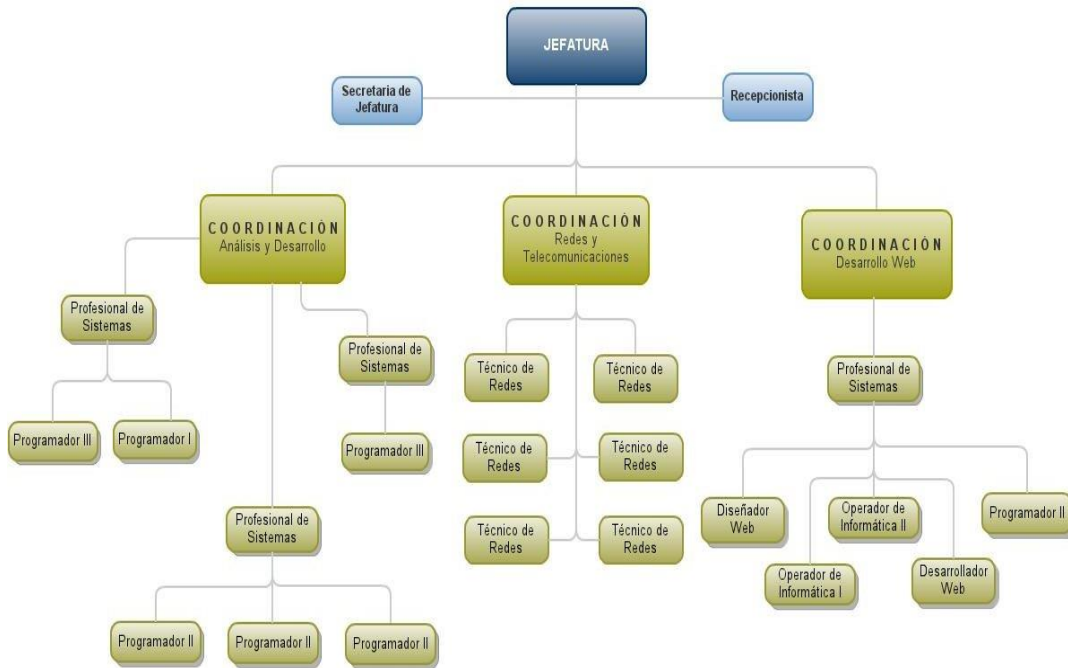 JEFATURA
Secretaria de
Jefatura
Recepcionista
COORDINACIÓN
Análisis y Desarrollo
COORDINACIÓN
Redes y
Telecomunicaciones
COORDINACIÓN
Desarrollo Web
Profesional de
Sistemas
Programador III
Programador I
Profesional de
Sistemas
Programador III
Profesional de
Sistemas
Programador II
Programador II
Programador II
Técnico de
Redes
Técnico de
Redes
Técnico de
Redes
Técnico de
Redes
Técnico de
Redes
Técnico de
Redes
Profesional de
Sistemas
Diseñador
Web
Operador de
Informática II
Programador II
Operador de
Informática I
Desarrollador
Web